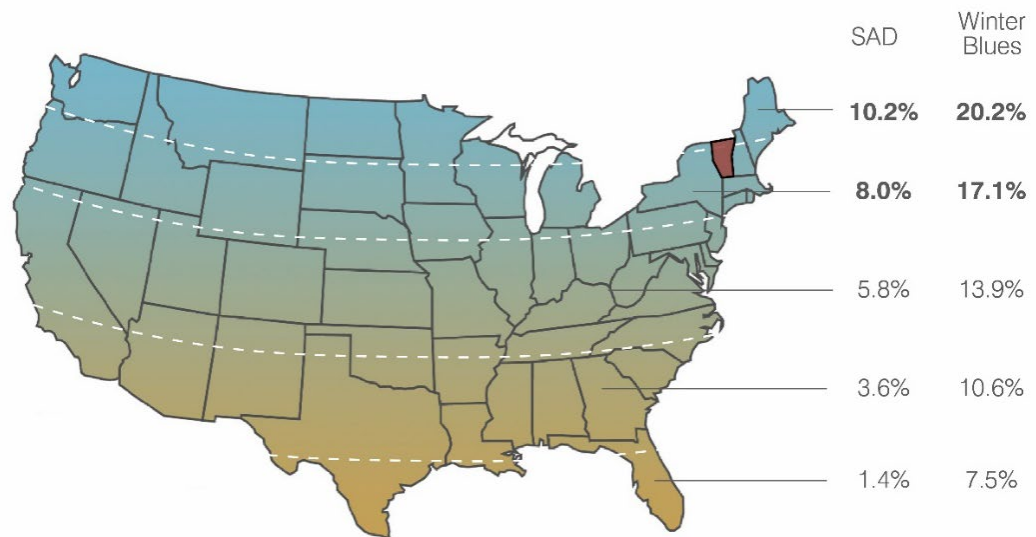 SAD
Winter
Blues
10.2% 20.2%
8.0% 17.1%
5.8% 13.9%
3.6% 10.6%
1.4% 7.5%